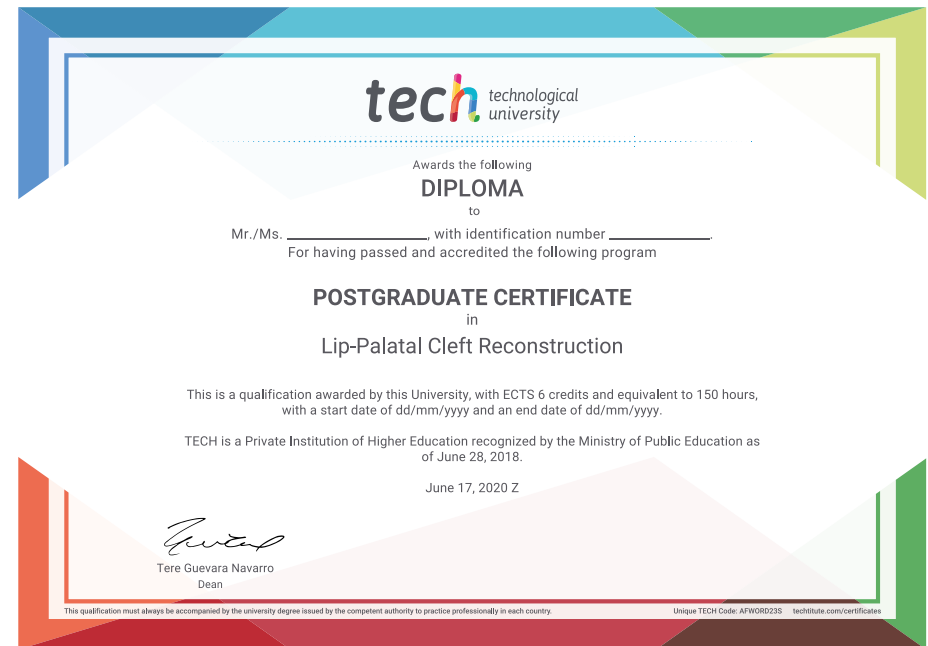 tech technological
university
Awards the following
DIPLOMA
to
Mr./Ms. ____________________, with identification number ______________.
For having passed and accredited the following program
POSTGRADUATE CERTIFICATE
in
Lip-Palatal Cleft Reconstruction
This is a qualification awarded by this University, with ECTS 6 credits and equivalent to 150 hours,
with a start date of dd/mm/yyyy and an end date of dd/mm/yyyy.
TECH is a Private Institution of Higher Education recognized by the Ministry of Public Education as
of June 28, 2018.
June 17, 2020 Z
Tere Guevara Navarro
Dean
This qualification must always be accompanied by the university degree issued by the competent authority to practice professionally in each country. Unique TECH Code: AFWORD23S techtitute.com/certificates